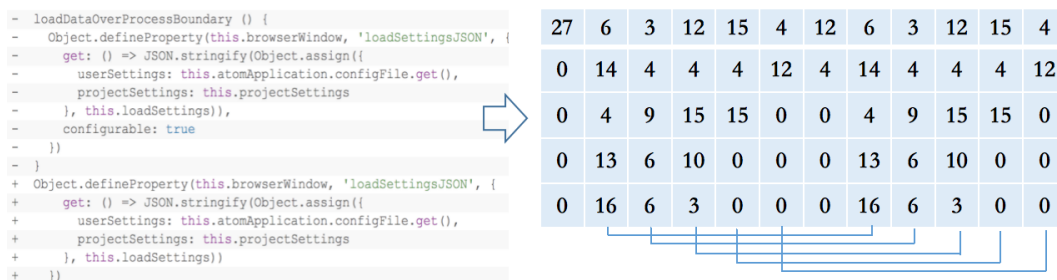 - loadDataOverProcessBoundary () {
- Object.defineProperty(this.browserWindow, 'loadSettingsJSON', {
- get: () => JSON.stringify(Object.assign({
- userSettings: this.atomApplication.configFile.get(),
- projectSettings: this.projectSettings
- }, this.loadSettings)),
- configurable: true
- })
- }
+ Object.defineProperty(this.browserWindow, 'loadSettingsJSON', {
+ get: () => JSON.stringify(Object.assign({
+ userSettings: this.atomApplication.configFile.get(),
+ projectSettings: this.projectSettings
+ }, this.loadSettings))
+ })
27 6 3 12 15 4 12 6 3 12 15 4
0 14 4 4 4 12 4 14 4 4 4 12
0 4 9 15 15 0 0 4 9 15 15 0
0 13 6 10 0 0 0 13 6 10 0 0
0 16 6 3 0 0 0 16 6 3 0 0